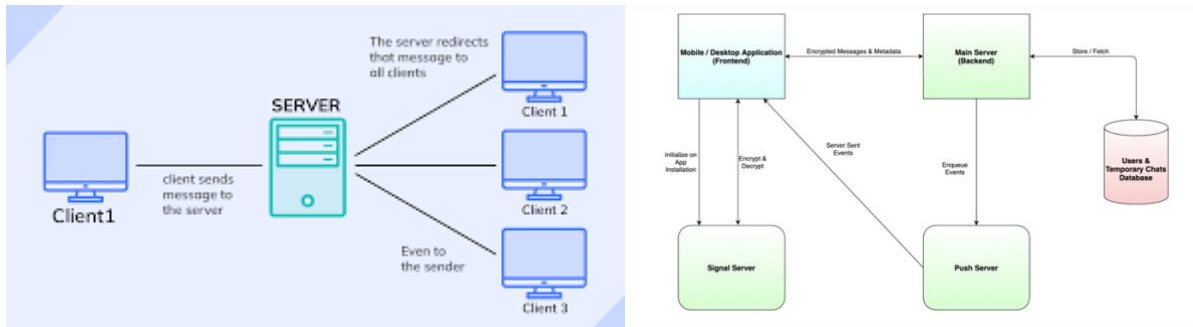 The server redirects
that message to
all clients
SERVER
Client 1
client sends
message to
the server
Client1
Client 2
Even to
the sender
Client 3
Mobile / Desktop Application
(Frontend)
Encrypted Messages & Metadata
Main Server
(Backend)
Store / Fetch
Initialize on
App
Installation
Encrypt &
Decrypt
Server Sent
Events
Enqueue
Events
Users &
Temporary Chats
Database
Signal Server
Push Server